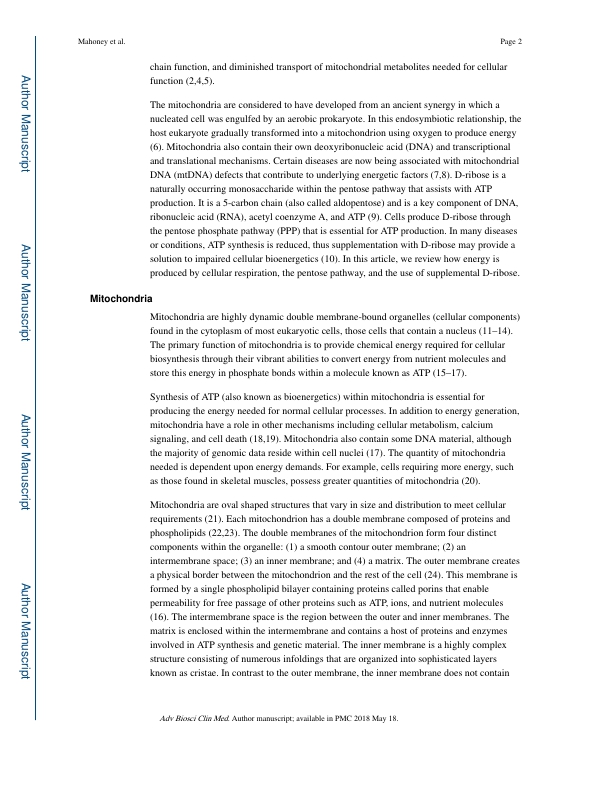 Mahoney et al.
Page 2
chain function, and diminished transport of mitochondrial metabolites needed for cellular
function (2,4,5).
The mitochondria are considered to have developed from an ancient synergy in which a
nucleated cell was engulfed by an aerobic prokaryote. In this endosymbiotic relationship, the
host eukaryote gradually transformed into a mitochondrion using oxygen to produce energy
(6). Mitochondria also contain their own deoxyribonucleic acid (DNA) and transcriptional
and translational mechanisms. Certain diseases are now being associated with mitochondrial
DNA (mtDNA) defects that contribute to underlying energetic factors (7,8). D-ribose is a
naturally occurring monosaccharide within the pentose pathway that assists with ATP
production. It is a 5-carbon chain (also called aldopentose) and is a key component of DNA,
ribonucleic acid (RNA), acetyl coenzyme A, and ATP (9). Cells produce D-ribose through
the pentose phosphate pathway (PPP) that is essential for ATP production. In many diseases
or conditions, ATP synthesis is reduced, thus supplementation with D-ribose may provide a
solution to impaired cellular bioenergetics (10). In this article, we review how energy is
produced by cellular respiration, the pentose pathway, and the use of supplemental D-ribose.
Mitochondria
Mitochondria are highly dynamic double membrane-bound organelles (cellular components)
found in the cytoplasm of most eukaryotic cells, those cells that contain a nucleus (11–14).
The primary function of mitochondria is to provide chemical energy required for cellular
biosynthesis through their vibrant abilities to convert energy from nutrient molecules and
store this energy in phosphate bonds within a molecule known as ATP (15–17).
Synthesis of ATP (also known as bioenergetics) within mitochondria is essential for
producing the energy needed for normal cellular processes. In addition to energy generation,
mitochondria have a role in other mechanisms including cellular metabolism, calcium
signaling, and cell death (18,19). Mitochondria also contain some DNA material, although
the majority of genomic data reside within cell nuclei (17). The quantity of mitochondria
needed is dependent upon energy demands. For example, cells requiring more energy, such
as those found in skeletal muscles, possess greater quantities of mitochondria (20).
Mitochondria are oval shaped structures that vary in size and distribution to meet cellular
requirements (21). Each mitochondrion has a double membrane composed of proteins and
phospholipids (22,23). The double membranes of the mitochondrion form four distinct
components within the organelle: (1) a smooth contour outer membrane; (2) an
intermembrane space; (3) an inner membrane; and (4) a matrix. The outer membrane creates
a physical border between the mitochondrion and the rest of the cell (24). This membrane is
formed by a single phospholipid bilayer containing proteins called porins that enable
permeability for free passage of other proteins such as ATP, ions, and nutrient molecules
(16). The intermembrane space is the region between the outer and inner membranes. The
matrix is enclosed within the intermembrane and contains a host of proteins and enzymes
involved in ATP synthesis and genetic material. The inner membrane is a highly complex
structure consisting of numerous infoldings that are organized into sophisticated layers
known as cristae. In contrast to the outer membrane, the inner membrane does not contain
Adv Biosci Clin Med. Author manuscript; available in PMC 2018 May 18.
Author Manuscript
Author Manuscript
Author Manuscript
Author Manuscript